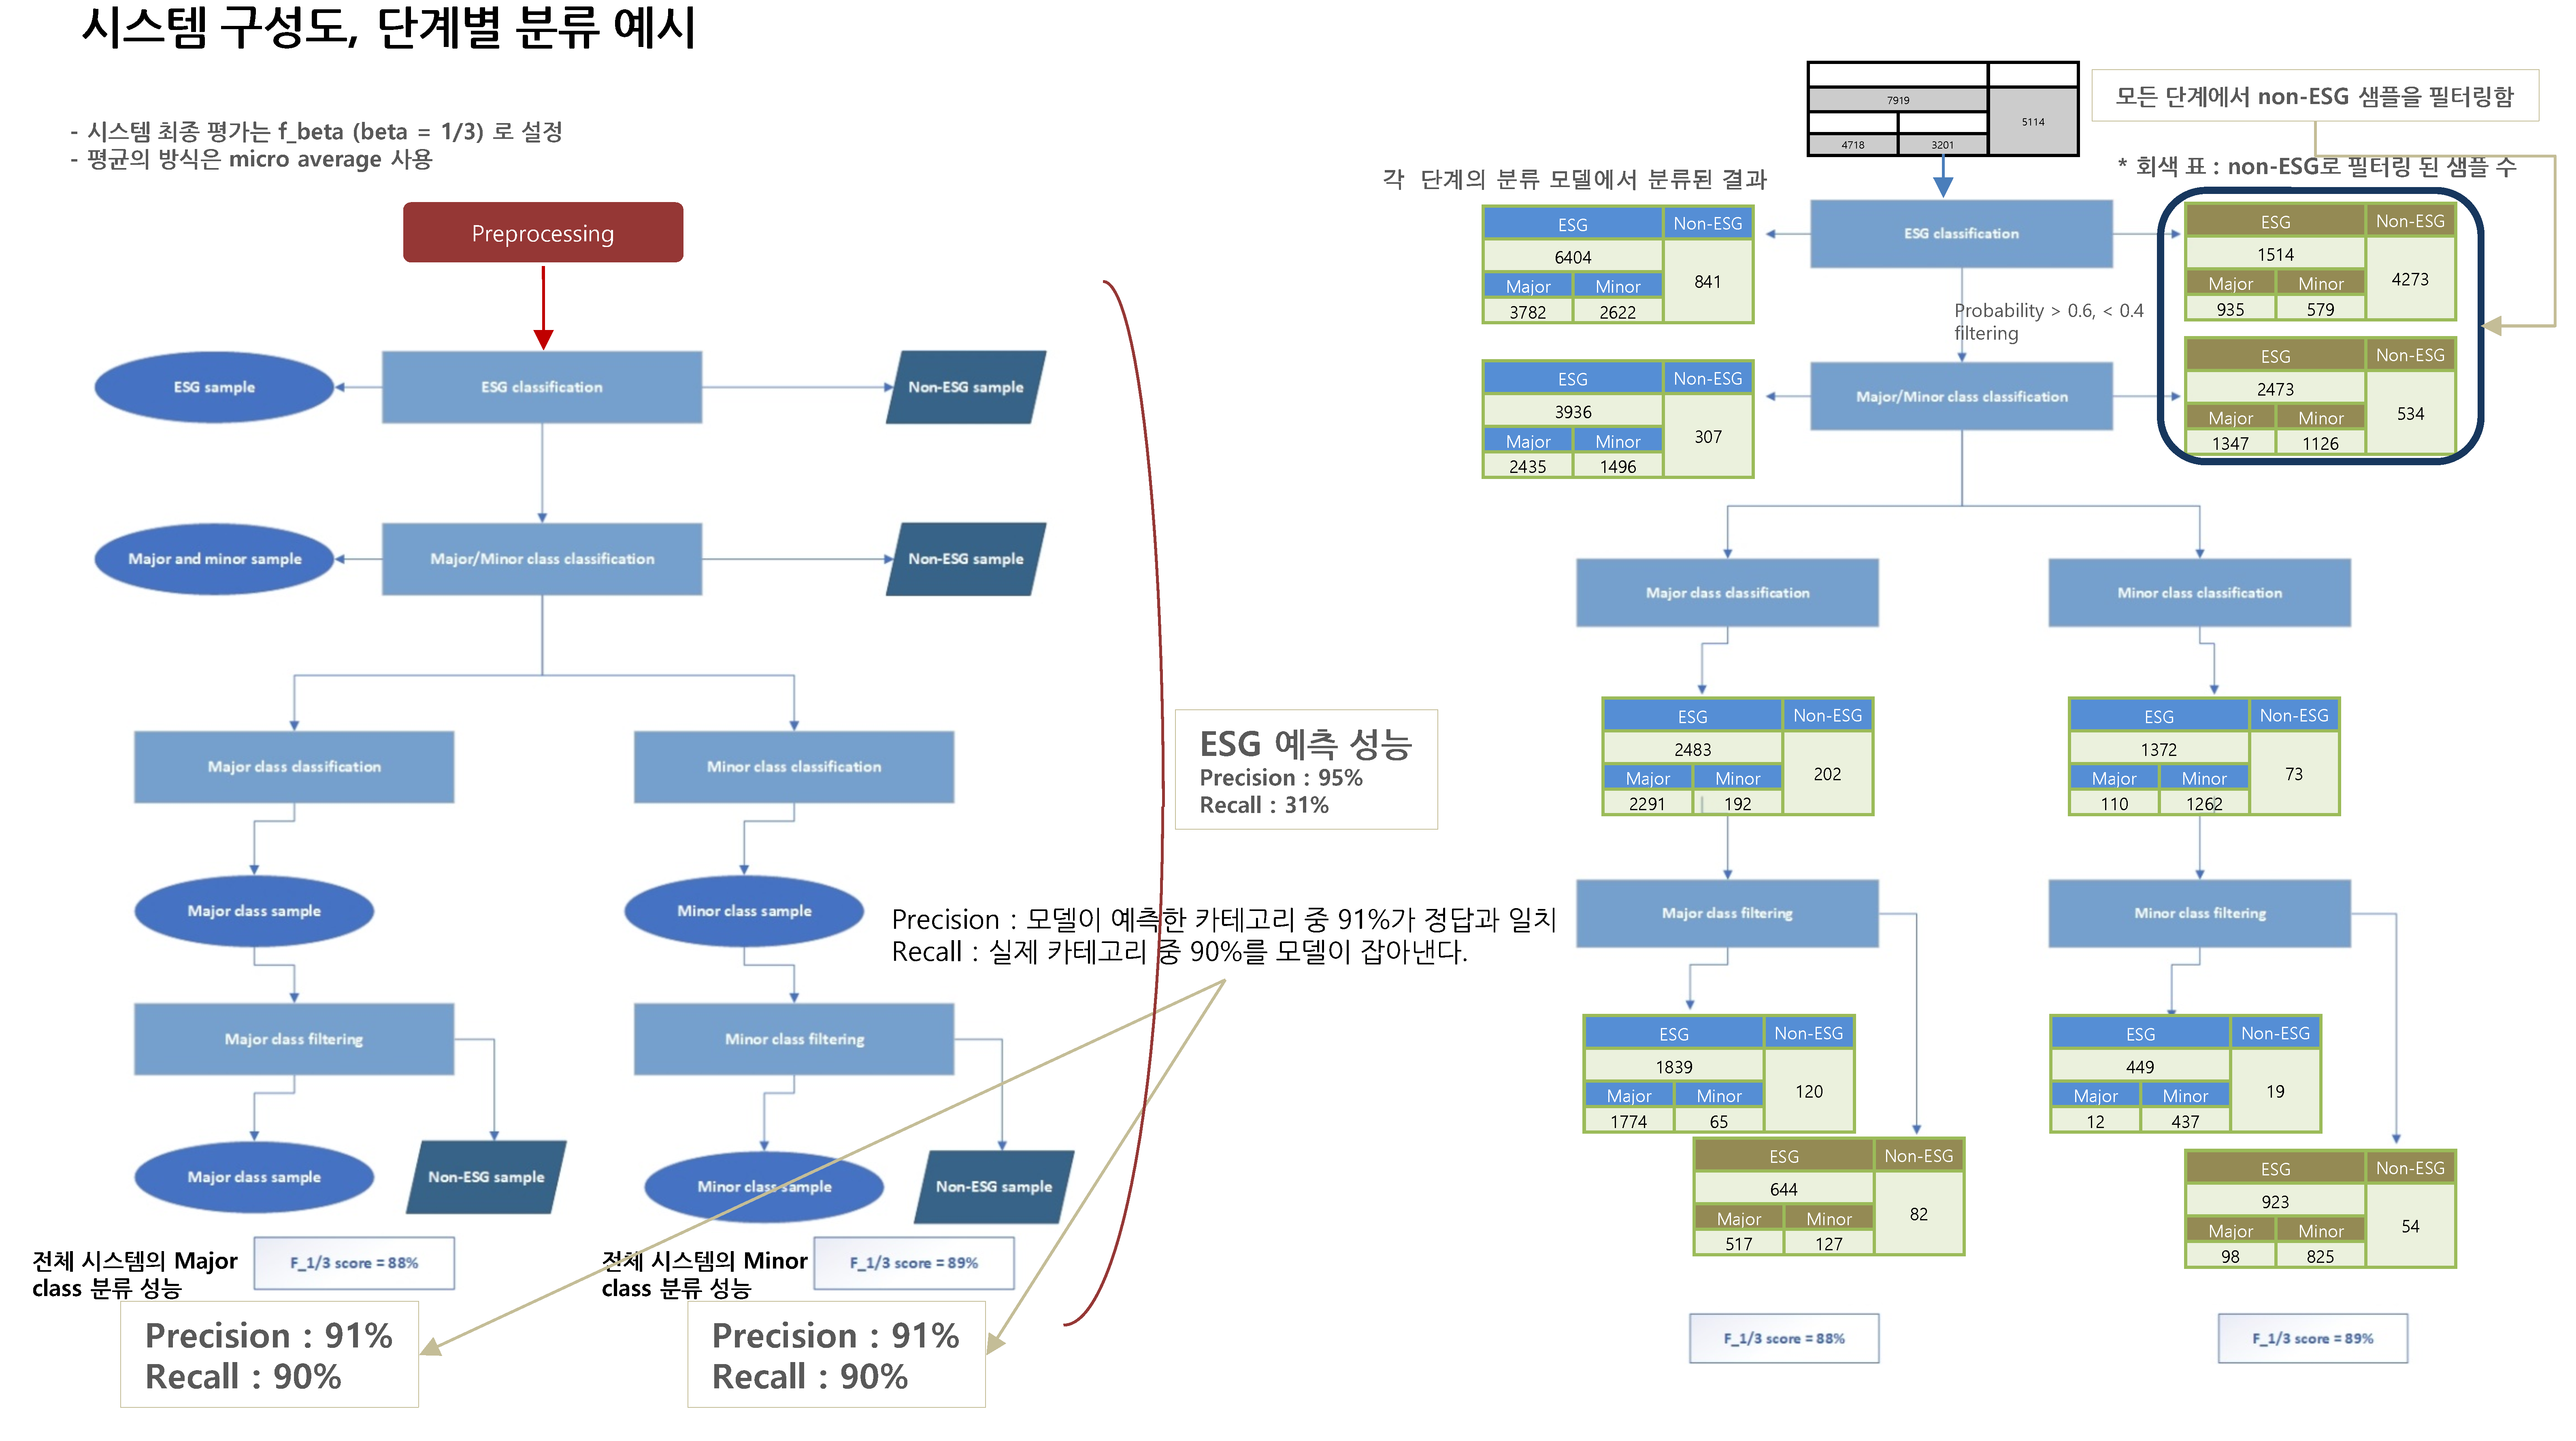 시스템 구성도, 단계별 분류 예시
- 시스템 최종 평가는 f_beta (beta = 1/3) 로 설정
- 평균의 방식은 micro average 사용
Preprocessing
ESG sample
ESG classification
Non-ESG sample
Major and minor sample
Major/Minor class classification
Non-ESG sample
Major class classification
Minor class classification
Major class sample
Minor class sample
Major class filtering
Minor class filtering
Major class sample
Non-ESG sample
Minor class sample
Non-ESG sample
전체 시스템의 Major
class 분류 성능
F_1/3 score = 88%
전체 시스템의 Minor
class 분류 성능
F_1/3 score = 89%
Precision : 91%
Recall : 90%
Precision : 91%
Recall : 90%
ESG 예측 성능
Precision : 95%
Recall : 31%
Precision : 모델이 예측한 카테고리 중 91%가 정답과 일치
Recall : 실제 카테고리 중 90%를 모델이 잡아낸다.
7919
5114
4718 3201
모든 단계에서 non-ESG 샘플을 필터링함
* 회색 표 : non-ESG로 필터링 된 샘플 수
각 단계의 분류 모델에서 분류된 결과
ESG Non-ESG
6404
841
Major Minor
3782 2622
ESG classification
ESG Non-ESG
1514
4273
Major Minor
935 579
Probability > 0.6, < 0.4
filtering
ESG Non-ESG
3936
307
Major Minor
2435 1496
Major/Minor class classification
ESG Non-ESG
2473
534
Major Minor
1347 1126
Major class classification
Minor class classification
ESG Non-ESG
2483
202
Major Minor
2291 192
ESG Non-ESG
1372
73
Major Minor
110 1262
Major class filtering
Minor class filtering
ESG Non-ESG
1839
120
Major Minor
1774 65
ESG Non-ESG
449
19
Major Minor
12 437
ESG Non-ESG
644
82
Major Minor
517 127
ESG Non-ESG
923
54
Major Minor
98 825
F_1/3 score = 88%
F_1/3 score = 89%